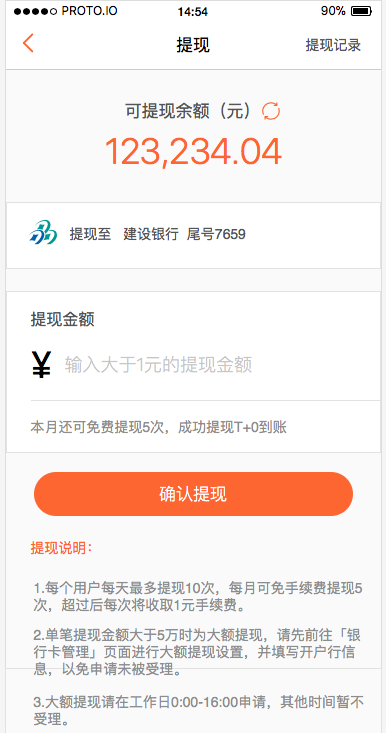 PROTO.IO 14:54 90%
提现 提现记录
可提现余额（元）
123,234.04
提现至 建设银行 尾号7659
提现金额
¥ 输入大于1元的提现金额
本月还可免费提现5次，成功提现T+0到账
确认提现
提现说明：
1.每个用户每天最多提现10次，每月可免手续费提现5
次，超过后每次将收取1元手续费。
2.单笔提现金额大于5万时为大额提现，请先前往「银
行卡管理」页面进行大额提现设置，并填写开户行信
息，以免申请未被受理。
3.大额提现请在工作日0:00-16:00申请，其他时间暂不
受理。